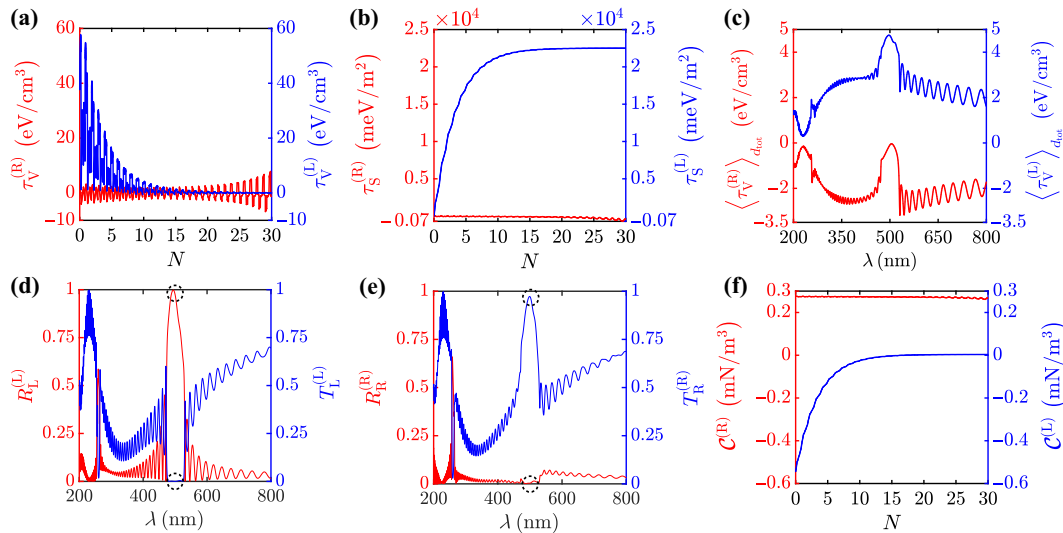 (a)
60
40
20
0
−10
60
40
20
0
−10
0 5 10 15 20 25 30
N
τ_V^(R) (eV/cm³)
τ_V^(L) (eV/cm³)
(b)
×10⁴
×10⁴
2.5
2
1.5
1
0.5
−0.07
2.5
2
1.5
1
0.5
−0.07
0 5 10 15 20 25 30
N
τ_S^(R) (meV/m²)
τ_S^(L) (meV/m²)
(c)
5
4
2
0
−2
−3.5
5
4
2
0
−2
−3.5
200 350 500 650 800
λ (nm)
⟨τ_V^(R)⟩_d_tot (eV/cm³)
⟨τ_V^(L)⟩_d_tot (eV/cm³)
(d)
1
0.75
0.5
0.25
0
1
0.75
0.5
0.25
0
200 400 600 800
λ (nm)
R_L^(L)
T_L^(L)
(e)
1
0.75
0.5
0.25
0
1
0.75
0.5
0.25
0
200 400 600 800
λ (nm)
R_R^(R)
T_R^(R)
(f)
0.3
0.2
0
−0.2
−0.4
−0.6
0.3
0.2
0
−0.2
−0.4
−0.6
0 5 10 15 20 25 30
N
𝒞^(R) (mN/m³)
𝒞^(L) (mN/m³)